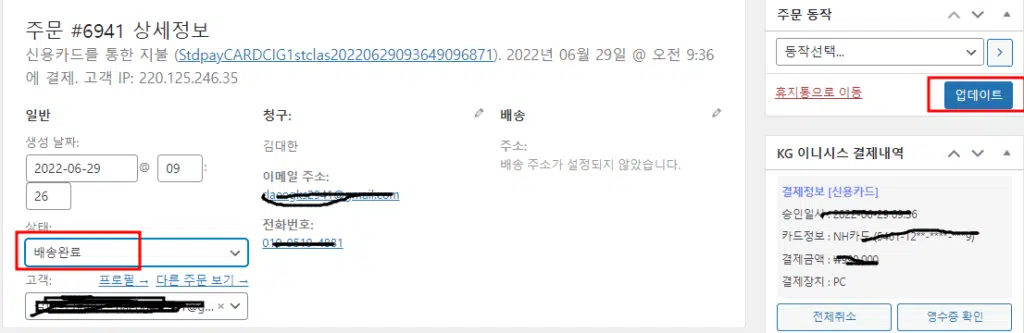 주문 #6941 상세정보
신용카드를 통한 지불 (StdpayCARDCIG1stclas20220629093649096871). 2022년 06월 29일 @ 오전 9:36
에 결제. 고객 IP: 220.125.246.35
일반
생성 날짜:
2022-06-29 @ 09 :
26
상태:
배송완료
고객: 프로필 → 다른 주문 보기 →
@g... ×
청구:
김대한
이메일 주소:
전화번호:
배송
주소:
배송 주소가 설정되지 않았습니다.
주문 동작
동작선택...
휴지통으로 이동 업데이트
KG 이니시스 결제내역
결제정보 [신용카드]
승인일시 :
카드정보 : NH카드
결제금액 :
결제장치 : PC
전체취소 영수증 확인